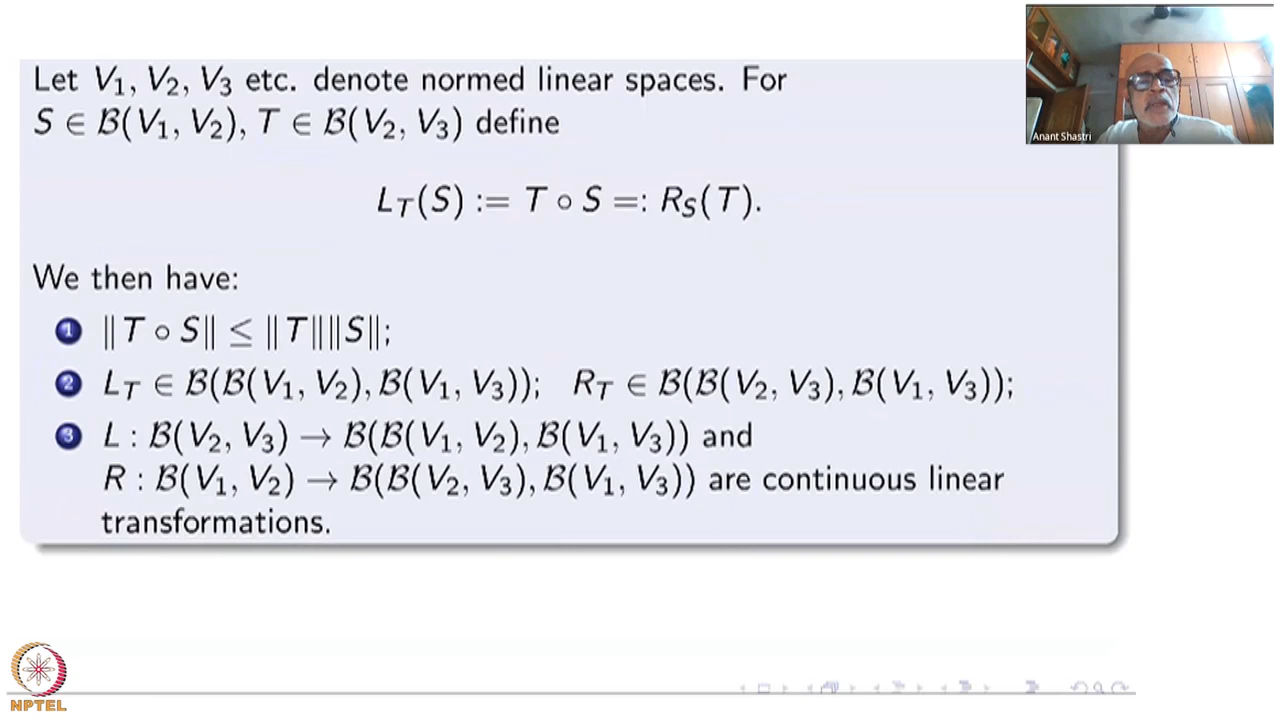 Let V₁, V₂, V₃ etc. denote normed linear spaces. For
S ∈ ℬ(V₁, V₂), T ∈ ℬ(V₂, V₃) define
L_T(S) := T ∘ S =: R_S(T).
We then have:
1 ‖T ∘ S‖ ≤ ‖T‖‖S‖;
2 L_T ∈ ℬ(ℬ(V₁, V₂), ℬ(V₁, V₃)); R_T ∈ ℬ(ℬ(V₂, V₃), ℬ(V₁, V₃));
3 L : ℬ(V₂, V₃) → ℬ(ℬ(V₁, V₂), ℬ(V₁, V₃)) and
R : ℬ(V₁, V₂) → ℬ(ℬ(V₂, V₃), ℬ(V₁, V₃)) are continuous linear
transformations.
Anant Shastri
NPTEL